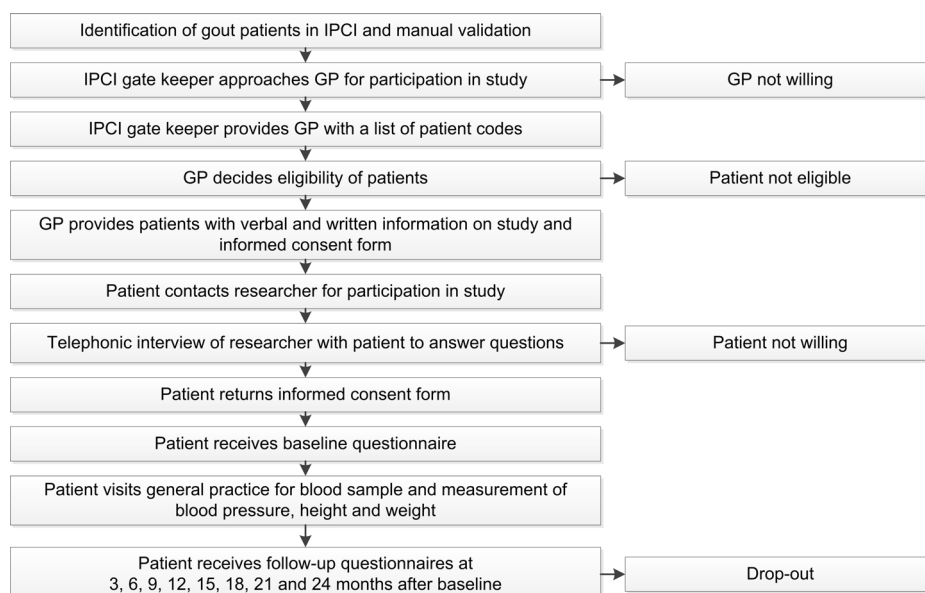 Identification of gout patients in IPCI and manual validation
IPCI gate keeper approaches GP for participation in study
GP not willing
IPCI gate keeper provides GP with a list of patient codes
GP decides eligibility of patients
Patient not eligible
GP provides patients with verbal and written information on study and
informed consent form
Patient contacts researcher for participation in study
Telephonic interview of researcher with patient to answer questions
Patient not willing
Patient returns informed consent form
Patient receives baseline questionnaire
Patient visits general practice for blood sample and measurement of
blood pressure, height and weight
Patient receives follow-up questionnaires at
3, 6, 9, 12, 15, 18, 21 and 24 months after baseline
Drop-out